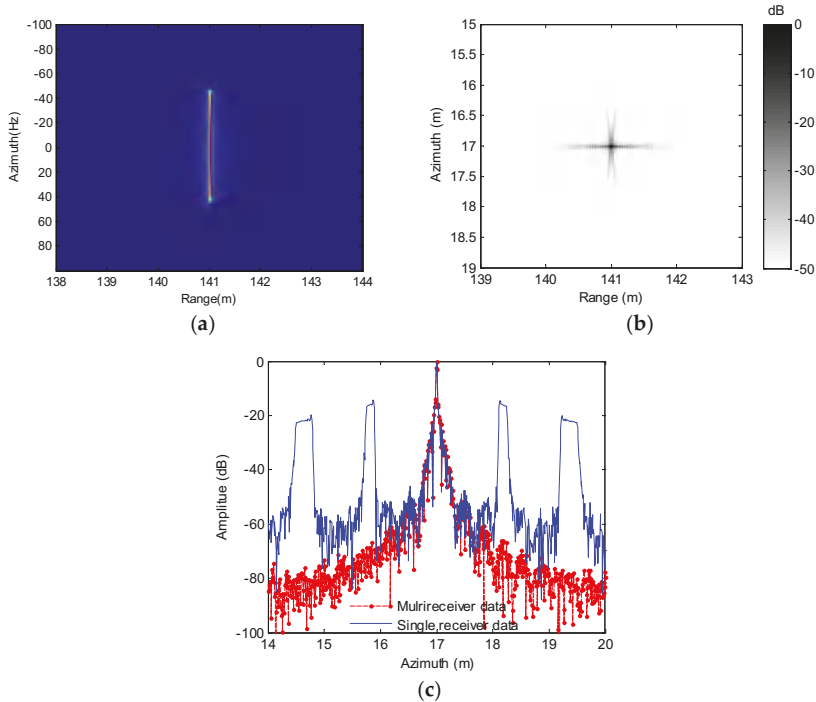 -100
-80
-60
-40
-20
0
20
40
60
80
Azimuth(Hz)
138 139 140 141 142 143 144
Range(m)
(a)
15
15.5
16
16.5
17
17.5
18
18.5
19
Azimuth (m)
139 140 141 142 143
Range (m)
dB
0
-10
-20
-30
-40
-50
(b)
0
-20
-40
-60
-80
-100
Amplitue (dB)
Mulrireceiver data
Single,receiver data
14 15 16 17 18 19 20
Azimuth (m)
(c)